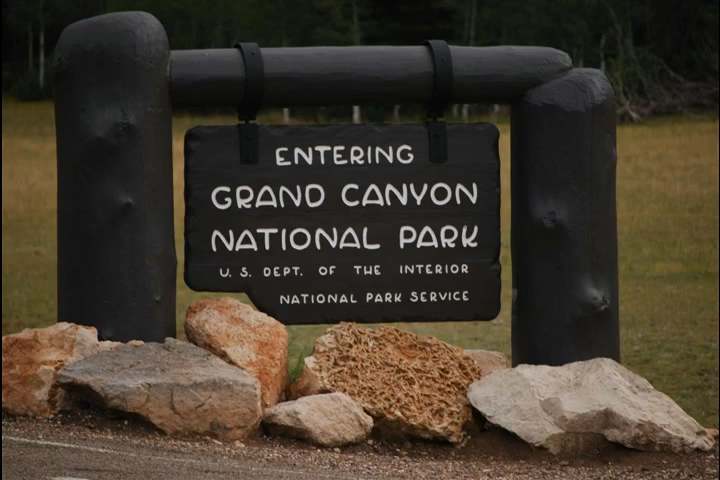 ENTERING
GRAND CANYON
NATIONAL PARK
U. S. DEPT. OF THE INTERIOR
NATIONAL PARK SERVICE